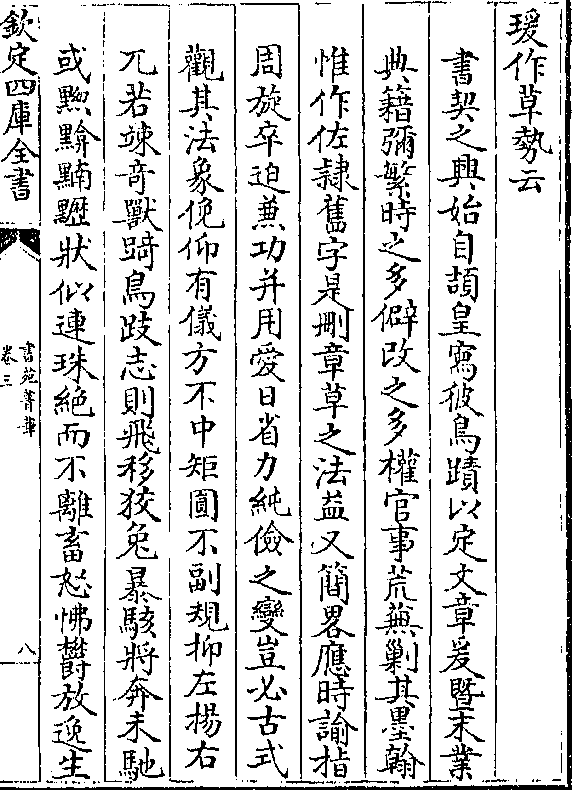 瑗作草勢云
書契之興始自頡皇寫彼鳥蹟以定文章爰暨末業
典籍彌繁時之多僻政之多權官事荒蕪剿其墨翰
惟作佐隸舊字是刪章草之法葢又簡畧應時諭指
周旋卒迫兼功并用愛日省力純儉之變豈必古式
觀其法象俛仰有儀方不中矩圓不副規抑左揚右
兀若竦竒獸跱鳥跂志則飛移狡兔暴駭將奔未馳
或䵟黭䵣狀似連珠絶而不離畜怒怫鬱放逸生
欽定四庫全書
書苑菁華
卷三
八